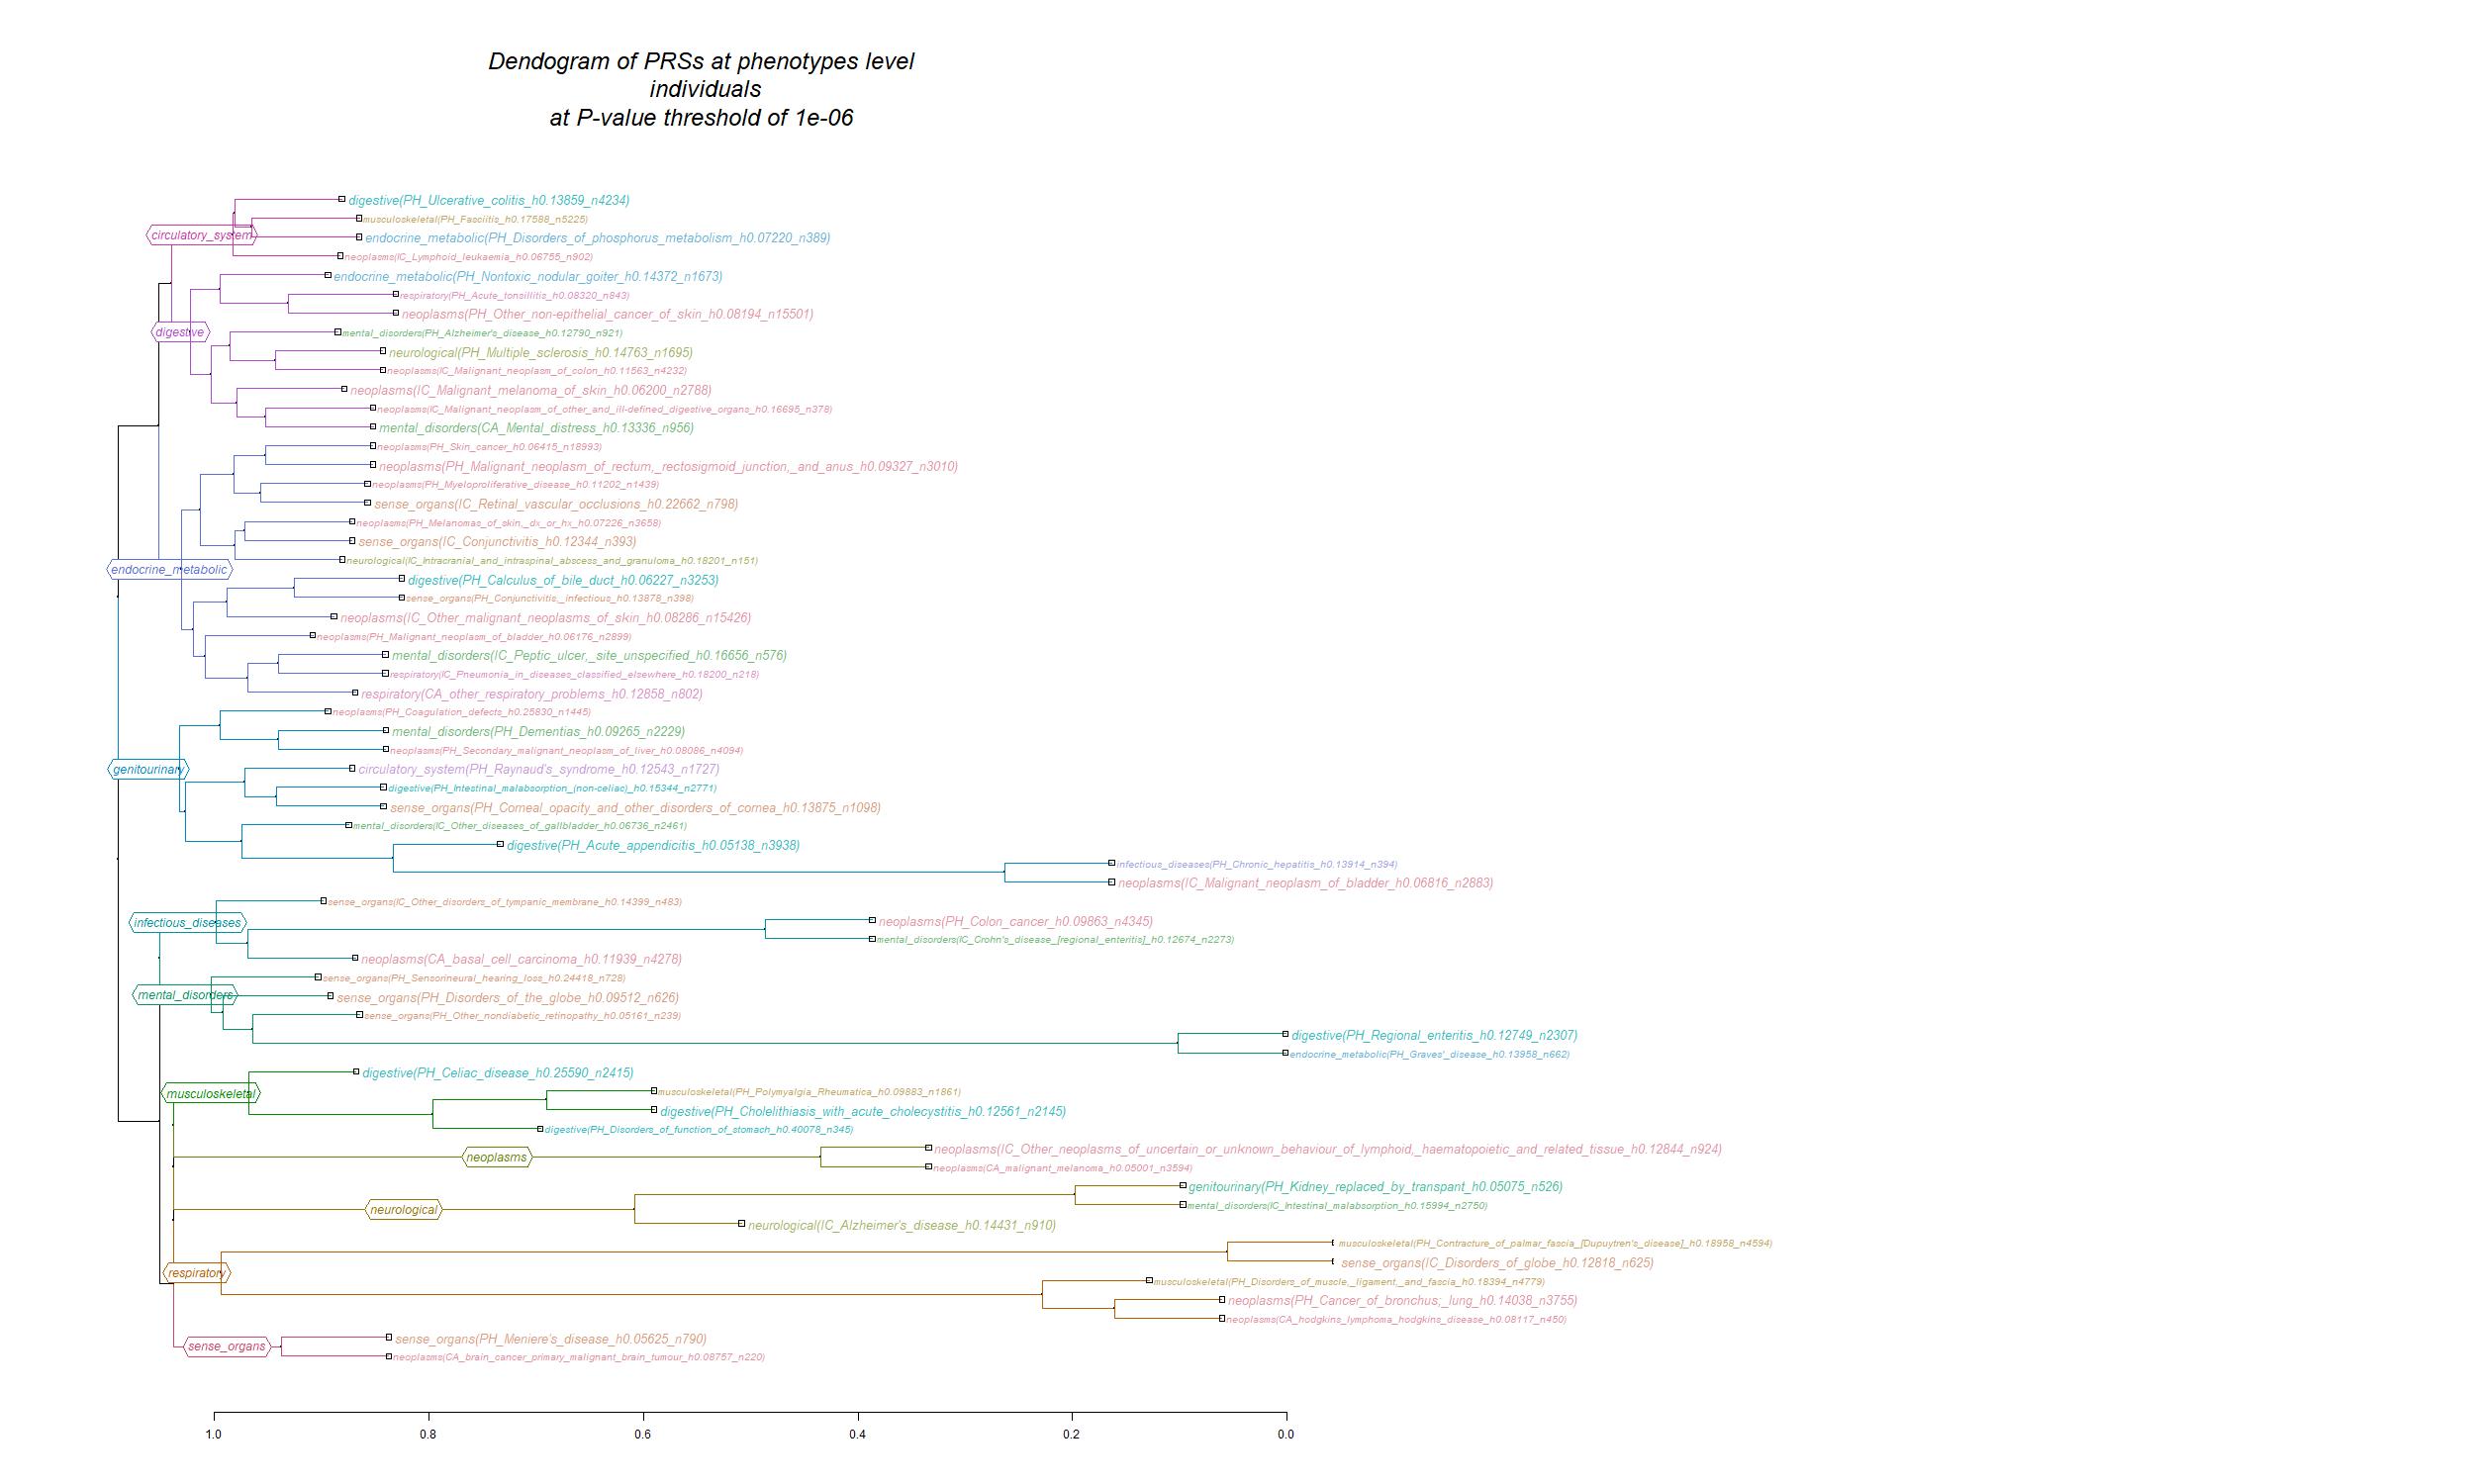 Dendogram of PRSs at phenotypes level
individuals
at P-value threshold of 1e-06
digestive(PH_Ulcerative_colitis_h0.13859_n4234)
musculoskeletal(PH_Fasciitis_h0.17588_n5225)
circulatory_system
endocrine_metabolic(PH_Disorders_of_phosphorus_metabolism_h0.07220_n389)
neoplasms(IC_Lymphoid_leukaemia_h0.06755_n902)
endocrine_metabolic(PH_Nontoxic_nodular_goiter_h0.14372_n1673)
respiratory(PH_Acute_tonsillitis_h0.08320_n843)
neoplasms(PH_Other_non-epithelial_cancer_of_skin_h0.08194_n15501)
digestive
mental_disorders(PH_Alzheimer's_disease_h0.12790_n921)
neurological(PH_Multiple_sclerosis_h0.14763_n1695)
neoplasms(IC_Malignant_neoplasm_of_colon_h0.11563_n4232)
neoplasms(IC_Malignant_melanoma_of_skin_h0.06200_n2788)
neoplasms(IC_Malignant_neoplasm_of_other_and_ill-defined_digestive_organs_h0.16695_n378)
mental_disorders(CA_Mental_distress_h0.13336_n956)
neoplasms(PH_Skin_cancer_h0.06415_n18993)
neoplasms(PH_Malignant_neoplasm_of_rectum,_rectosigmoid_junction,_and_anus_h0.09327_n3010)
neoplasms(PH_Myeloproliferative_disease_h0.11202_n1439)
sense_organs(IC_Retinal_vascular_occlusions_h0.22662_n798)
neoplasms(PH_Melanomas_of_skin,_dx_or_hx_h0.07226_n3658)
sense_organs(IC_Conjunctivitis_h0.12344_n393)
neurological(IC_Intracranial_and_intraspinal_abscess_and_granuloma_h0.18201_n151)
endocrine_metabolic
digestive(PH_Calculus_of_bile_duct_h0.06227_n3253)
sense_organs(PH_Conjunctivitis,_infectious_h0.13878_n398)
neoplasms(IC_Other_malignant_neoplasms_of_skin_h0.08286_n15426)
neoplasms(PH_Malignant_neoplasm_of_bladder_h0.06176_n2899)
mental_disorders(IC_Peptic_ulcer,_site_unspecified_h0.16656_n576)
respiratory(IC_Pneumonia_in_diseases_classified_elsewhere_h0.18200_n218)
respiratory(CA_other_respiratory_problems_h0.12858_n802)
neoplasms(PH_Coagulation_defects_h0.25830_n1445)
mental_disorders(PH_Dementias_h0.09265_n2229)
neoplasms(PH_Secondary_malignant_neoplasm_of_liver_h0.08086_n4094)
genitourinary
circulatory_system(PH_Raynaud's_syndrome_h0.12543_n1727)
digestive(PH_Intestinal_malabsorption_(non-celiac)_h0.15344_n2771)
sense_organs(PH_Corneal_opacity_and_other_disorders_of_cornea_h0.13875_n1098)
mental_disorders(IC_Other_diseases_of_gallbladder_h0.06736_n2461)
digestive(PH_Acute_appendicitis_h0.05138_n3938)
infectious_diseases(PH_Chronic_hepatitis_h0.13914_n394)
neoplasms(IC_Malignant_neoplasm_of_bladder_h0.06816_n2883)
sense_organs(IC_Other_disorders_of_tympanic_membrane_h0.14399_n483)
infectious_diseases
neoplasms(PH_Colon_cancer_h0.09863_n4345)
mental_disorders(IC_Crohn's_disease_[regional_enteritis]_h0.12674_n2273)
neoplasms(CA_basal_cell_carcinoma_h0.11939_n4278)
sense_organs(PH_Sensorineural_hearing_loss_h0.24418_n728)
mental_disorders
sense_organs(PH_Disorders_of_the_globe_h0.09512_n626)
sense_organs(PH_Other_nondiabetic_retinopathy_h0.05161_n239)
digestive(PH_Regional_enteritis_h0.12749_n2307)
endocrine_metabolic(PH_Graves'_disease_h0.13958_n662)
digestive(PH_Celiac_disease_h0.25590_n2415)
musculoskeletal
musculoskeletal(PH_Polymyalgia_Rheumatica_h0.09883_n1861)
digestive(PH_Cholelithiasis_with_acute_cholecystitis_h0.12561_n2145)
digestive(PH_Disorders_of_function_of_stomach_h0.40078_n345)
neoplasms
neoplasms(IC_Other_neoplasms_of_uncertain_or_unknown_behaviour_of_lymphoid,_haematopoietic_and_related_tissue_h0.12844_n924)
neoplasms(CA_malignant_melanoma_h0.05001_n3594)
genitourinary(PH_Kidney_replaced_by_transpant_h0.05075_n526)
mental_disorders(IC_Intestinal_malabsorption_h0.15994_n2750)
neurological
neurological(IC_Alzheimer's_disease_h0.14431_n910)
musculoskeletal(PH_Contracture_of_palmar_fascia_[Dupuytren's_disease]_h0.18958_n4594)
sense_organs(IC_Disorders_of_globe_h0.12818_n625)
respiratory
musculoskeletal(PH_Disorders_of_muscle,_ligament,_and_fascia_h0.18394_n4779)
neoplasms(PH_Cancer_of_bronchus;_lung_h0.14038_n3755)
neoplasms(CA_hodgkins_lymphoma_hodgkins_disease_h0.08117_n450)
sense_organs(PH_Meniere's_disease_h0.05625_n790)
sense_organs
neoplasms(CA_brain_cancer_primary_malignant_brain_tumour_h0.08757_n220)
1.0 0.8 0.6 0.4 0.2 0.0